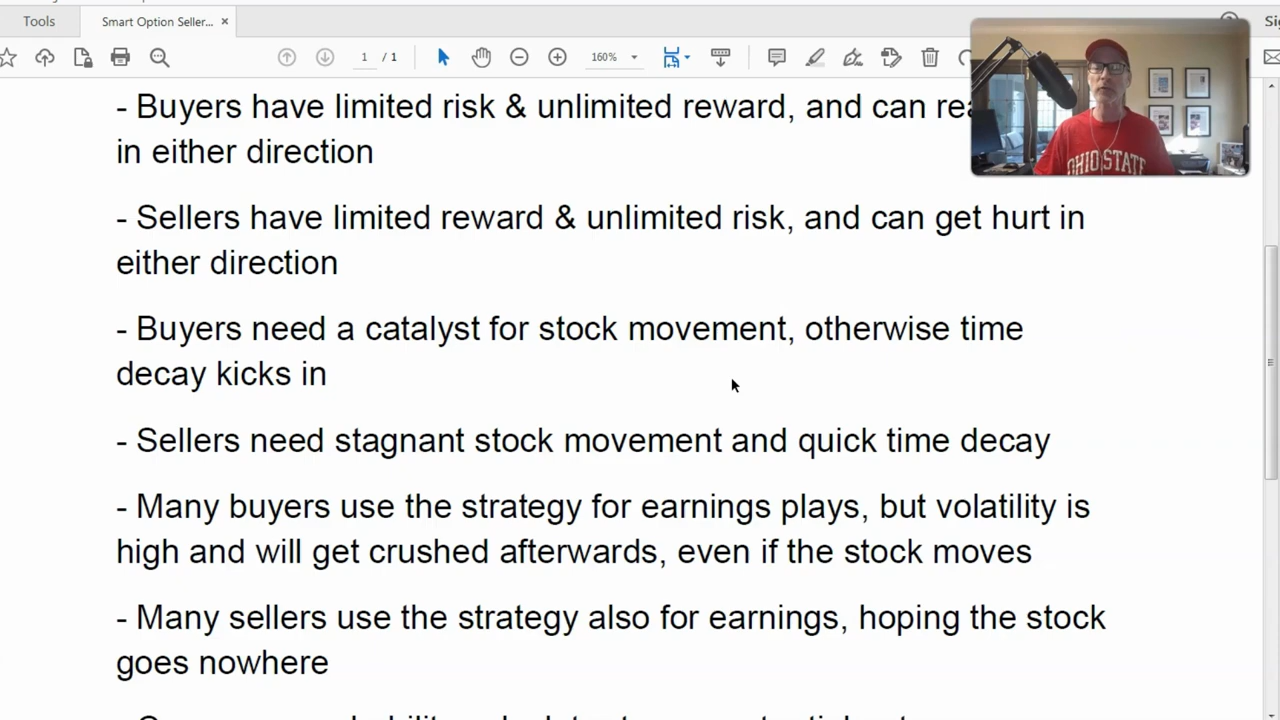 Tools
Smart Option Seller... ×
1 / 1
160%
- Buyers have limited risk & unlimited reward, and can
in either direction
- Sellers have limited reward & unlimited risk, and can get hurt in
either direction
- Buyers need a catalyst for stock movement, otherwise time
decay kicks in
- Sellers need stagnant stock movement and quick time decay
- Many buyers use the strategy for earnings plays, but volatility is
high and will get crushed afterwards, even if the stock moves
- Many sellers use the strategy also for earnings, hoping the stock
goes nowhere
OHIO STATE